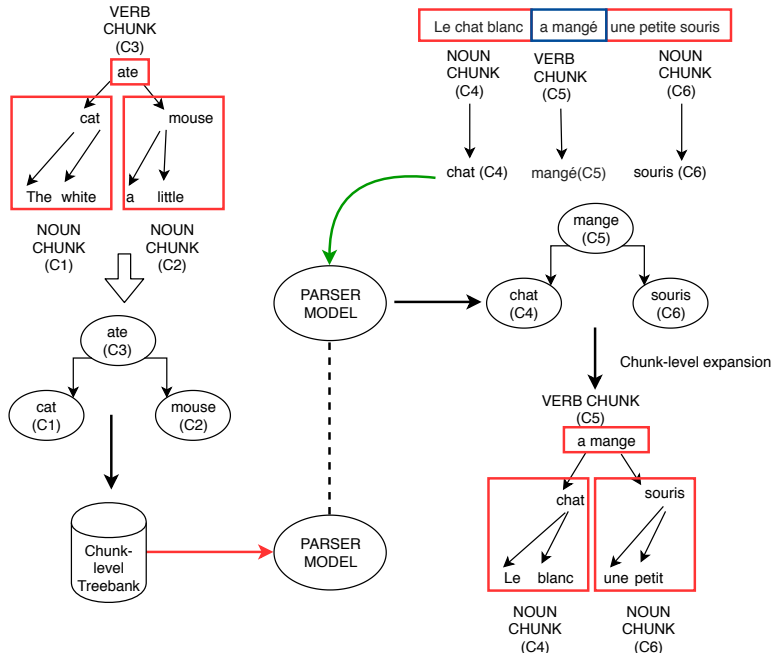 VERB
CHUNK
(C3)
ate
cat
mouse
The white
a little
NOUN
CHUNK
(C1)
NOUN
CHUNK
(C2)
ate
(C3)
cat
(C1)
mouse
(C2)
Chunk-
level
Treebank
PARSER
MODEL
PARSER
MODEL
Le chat blanc a mangé une petite souris
NOUN
CHUNK
(C4)
VERB
CHUNK
(C5)
NOUN
CHUNK
(C6)
chat (C4)
mangé(C5)
souris (C6)
mange
(C5)
chat
(C4)
souris
(C6)
Chunk-level expansion
VERB CHUNK
(C5)
a mange
chat
souris
Le blanc
une petit
NOUN
CHUNK
(C4)
NOUN
CHUNK
(C6)